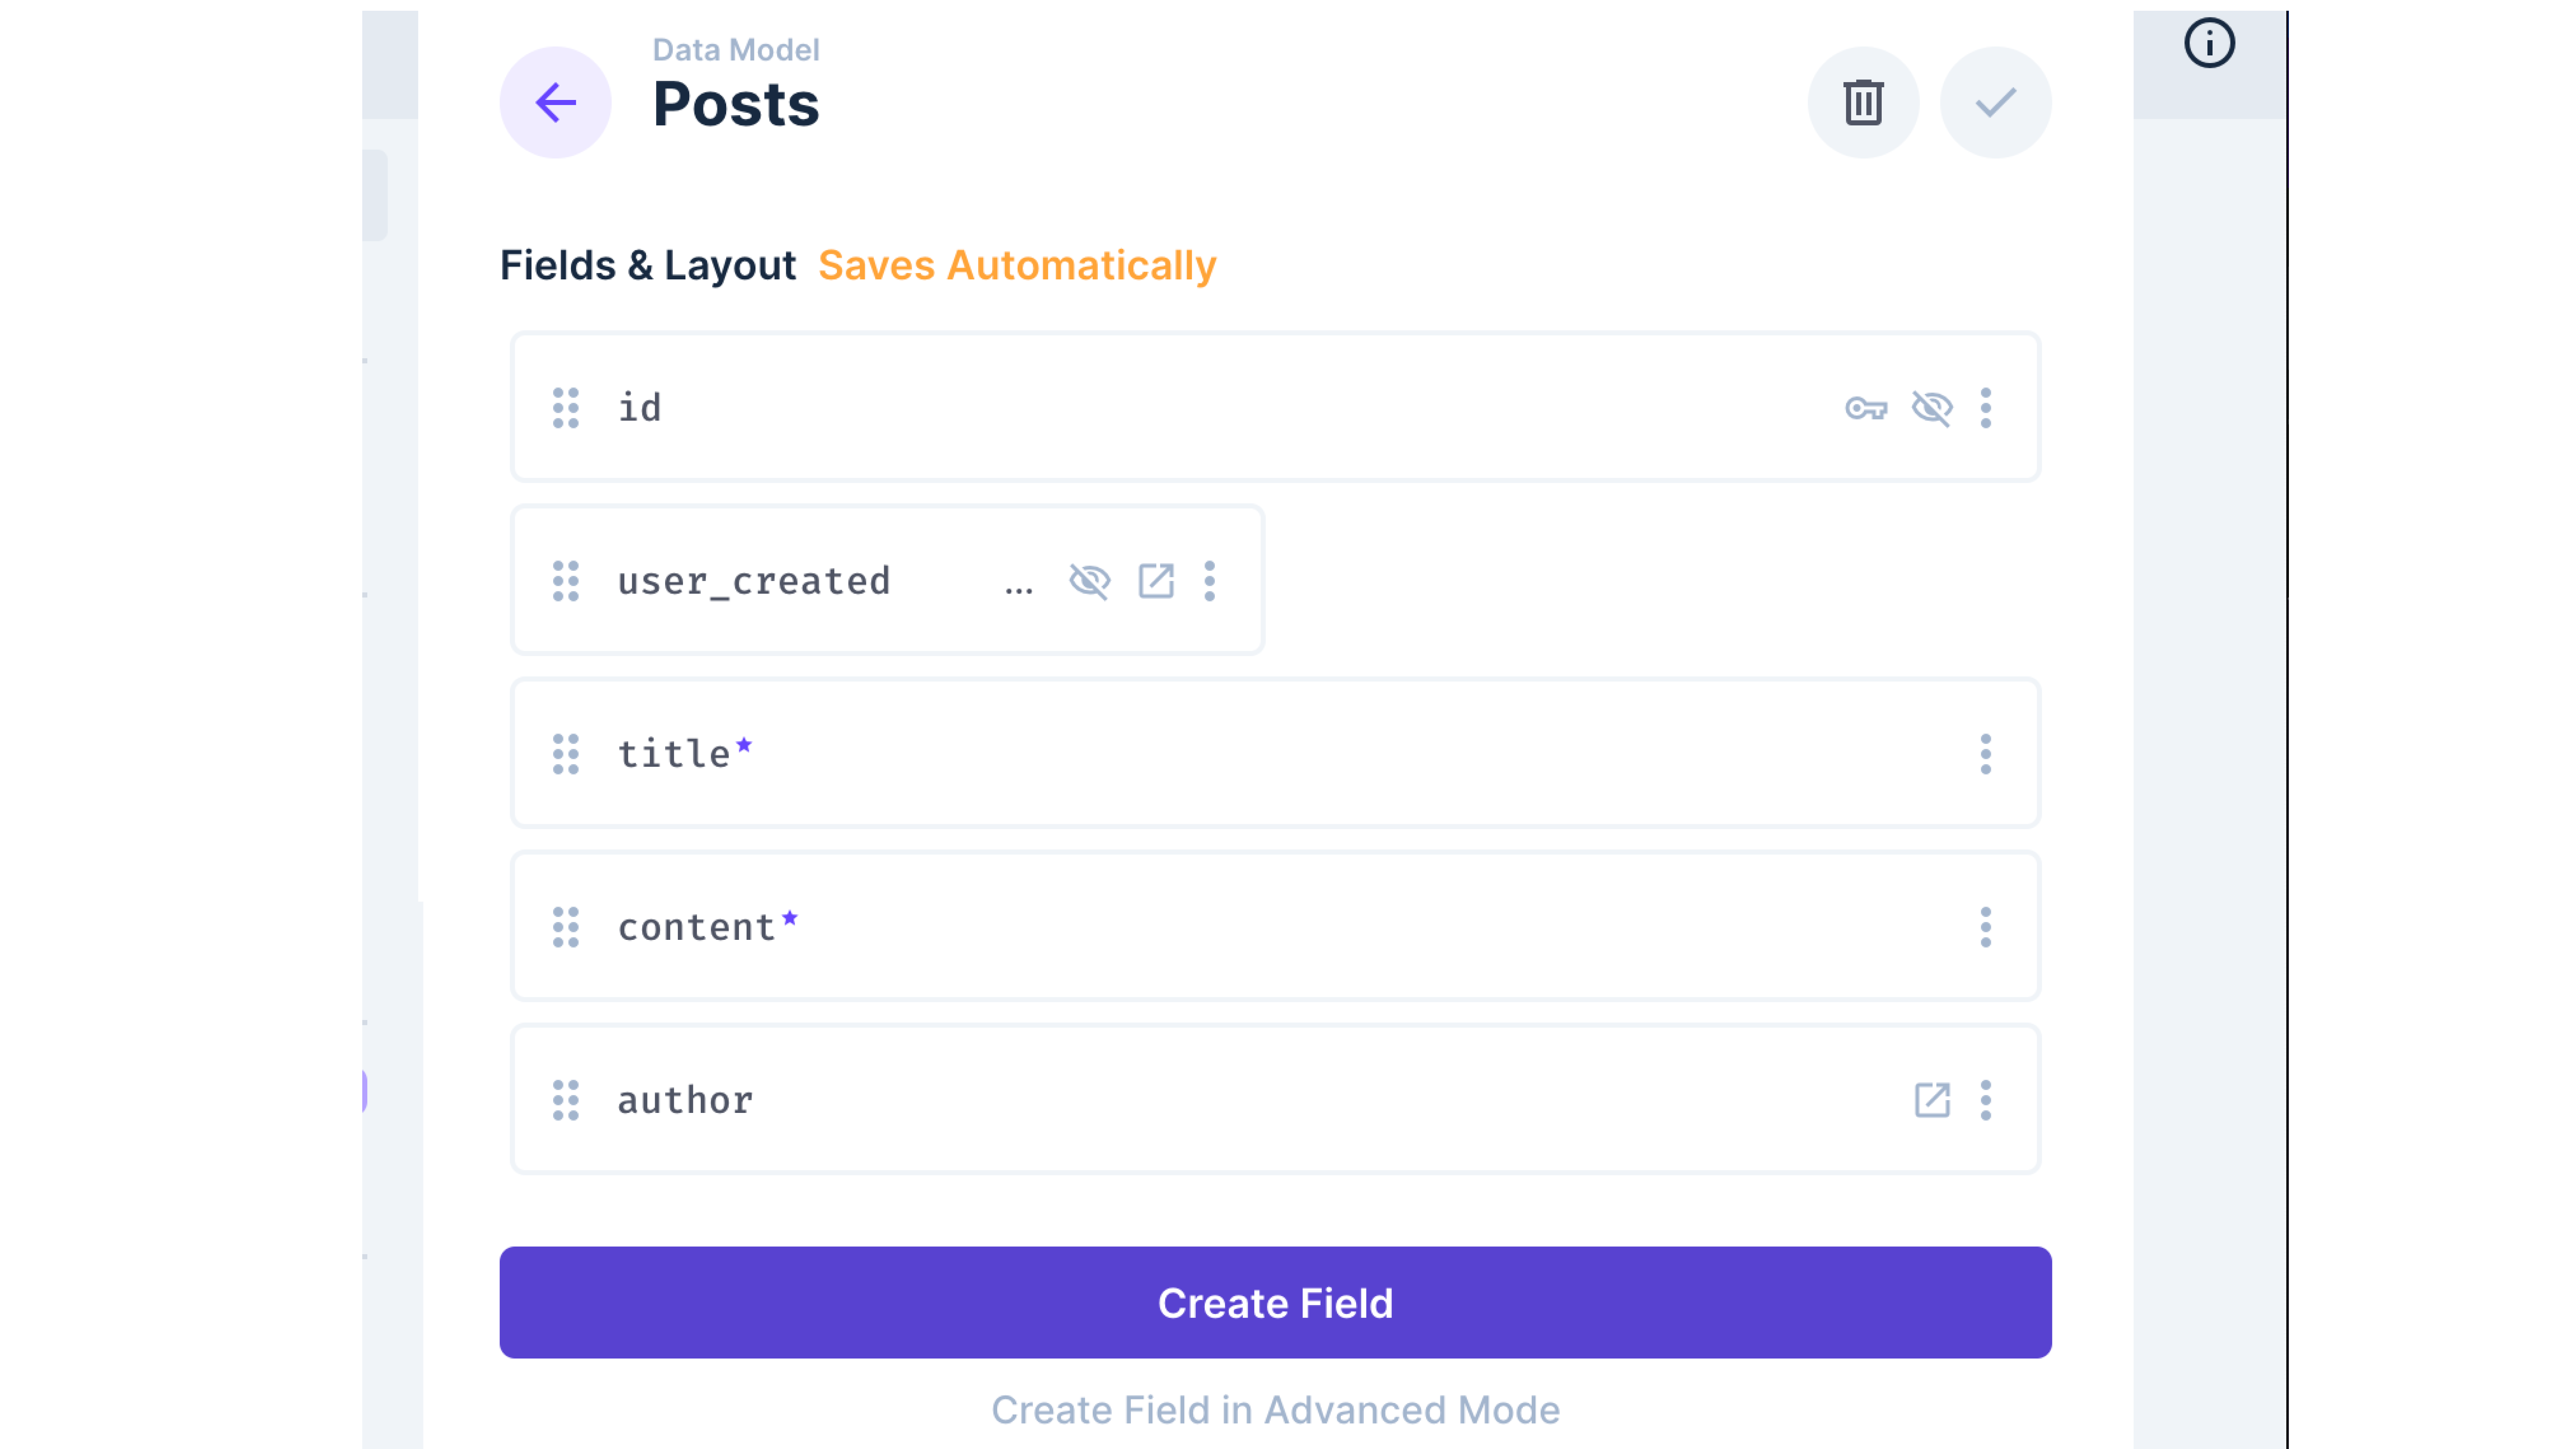 Data Model
Posts
Fields & Layout Saves Automatically
id
user_created ...
title*
content*
author
Create Field
Create Field in Advanced Mode